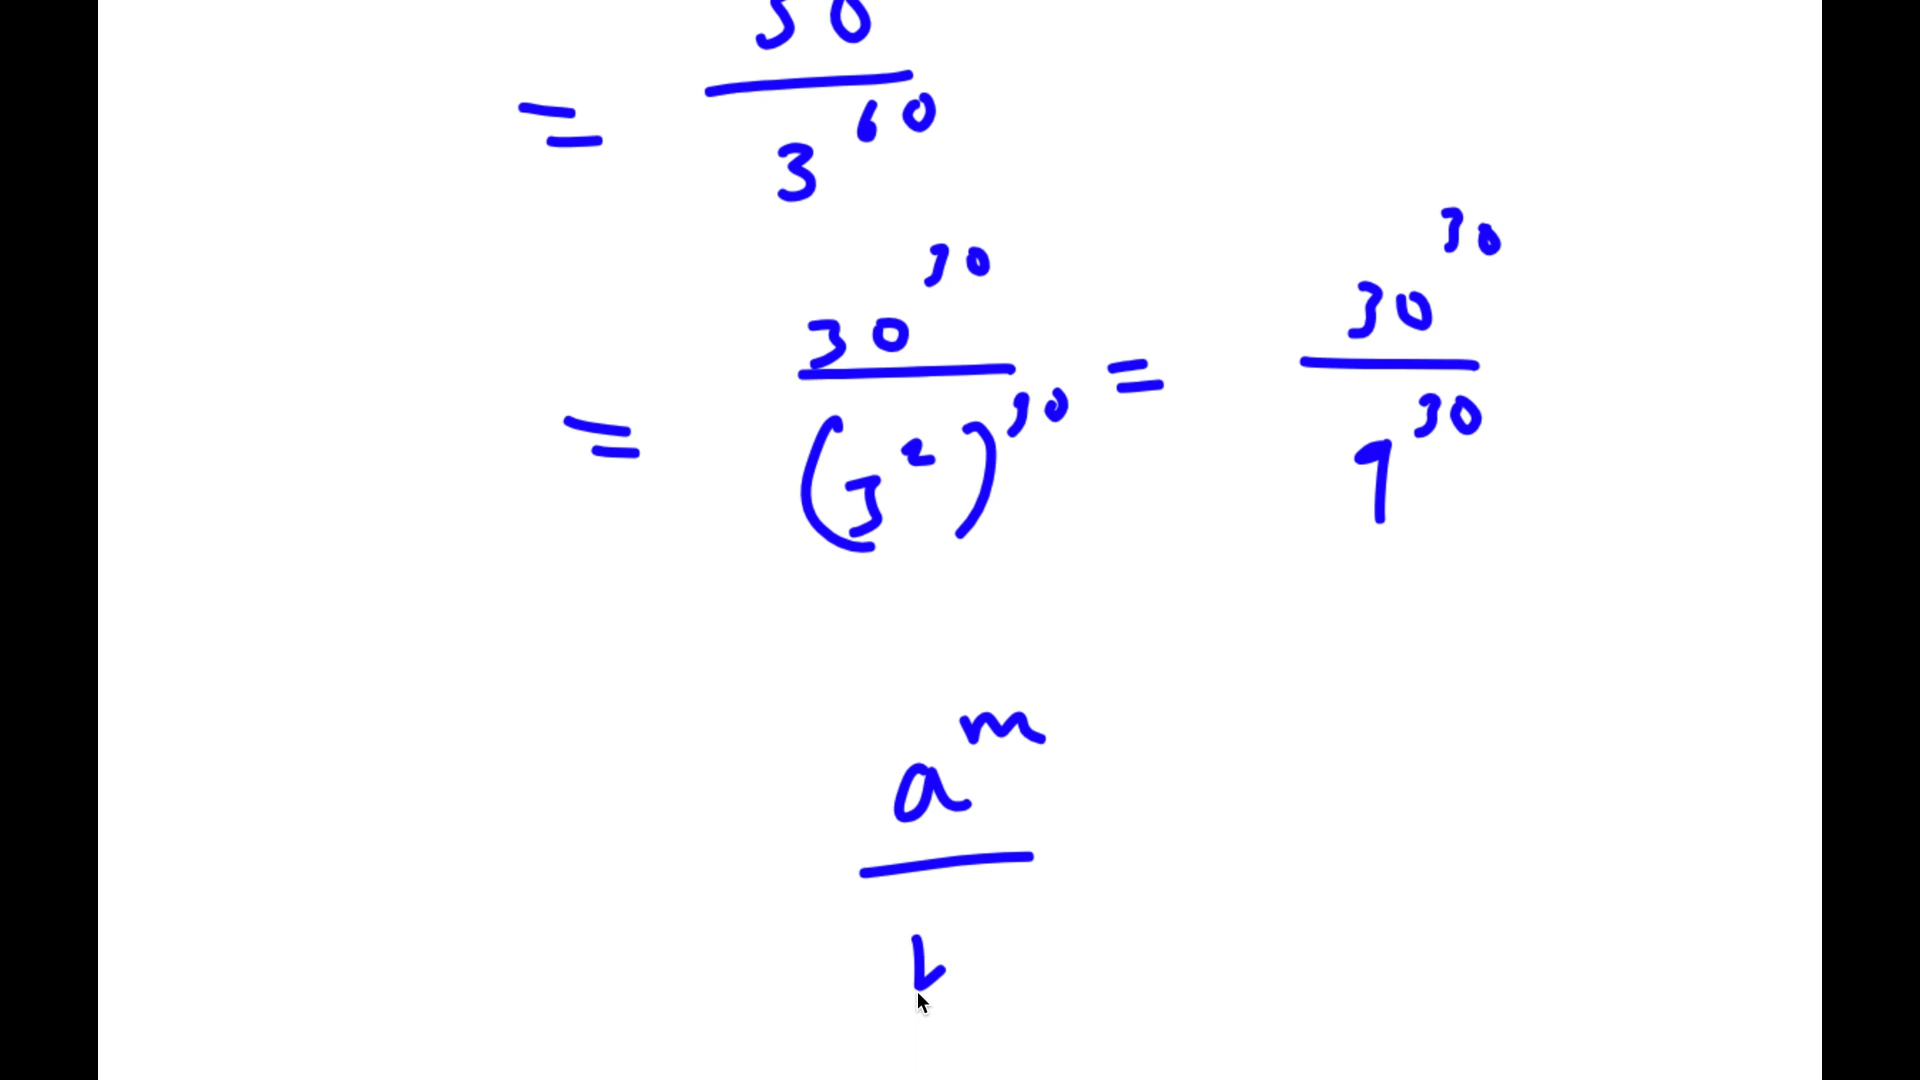 = 30 / 3^60
= 30^30 / (3^2)^30 = 30^30 / 9^30
a^m / b